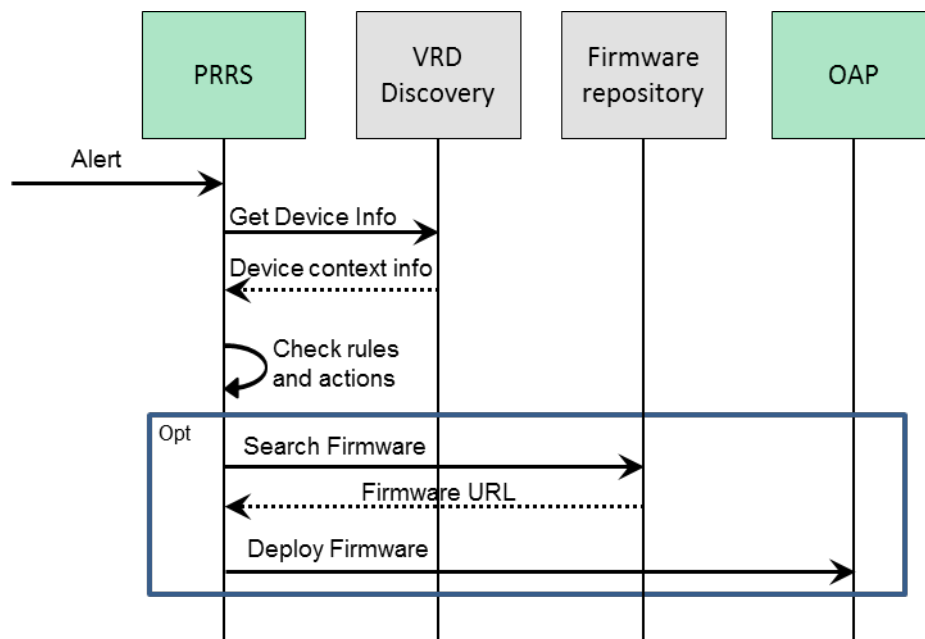 PRRS
VRD
Discovery
Firmware
repository
OAP
Alert
Get Device Info
Device context info
Check rules
and actions
Opt
Search Firmware
Firmware URL
Deploy Firmware